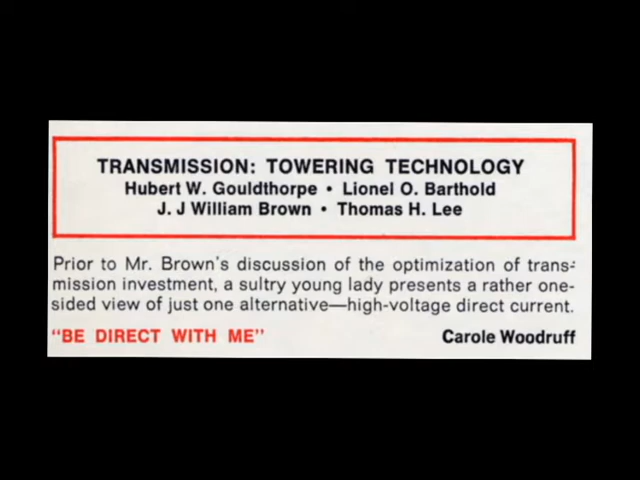 TRANSMISSION: TOWERING TECHNOLOGY
Hubert W. Gouldthorpe • Lionel O. Barthold
J. J William Brown • Thomas H. Lee
Prior to Mr. Brown's discussion of the optimization of trans-
mission investment, a sultry young lady presents a rather one-
sided view of just one alternative—high-voltage direct current.
"BE DIRECT WITH ME" Carole Woodruff